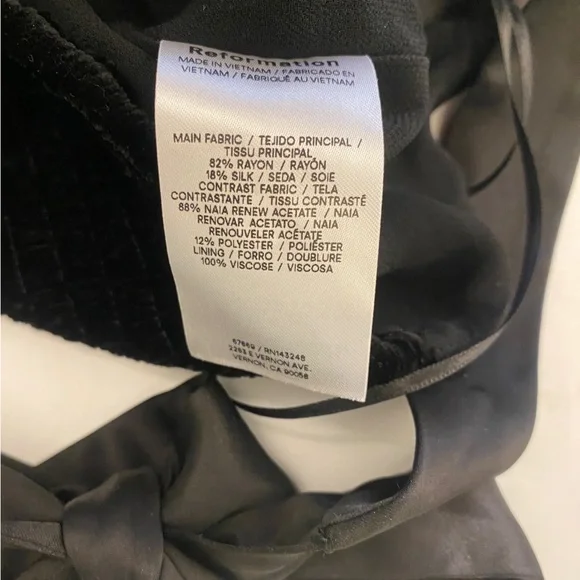 Reformation
MADE IN VIETNAM / FABRICADO EN
VIETNAM / FABRIQUÉ AU VIETNAM
MAIN FABRIC / TEJIDO PRINCIPAL /
TISSU PRINCIPAL
82% RAYON / RAYÓN
18% SILK / SEDA / SOIE
CONTRAST FABRIC / TELA
CONTRASTANTE / TISSU CONTRASTÉ
88% NAIA RENEW ACETATE / NAIA
RENOVAR ACETATO / NAIA
RENOUVELER ACÉTATE
12% POLYESTER / POLIÉSTER
LINING / FORRO / DOUBLURE
100% VISCOSE / VISCOSA
67669 / RN143246
2263 E VERNON AVE.
VERNON, CA 90058